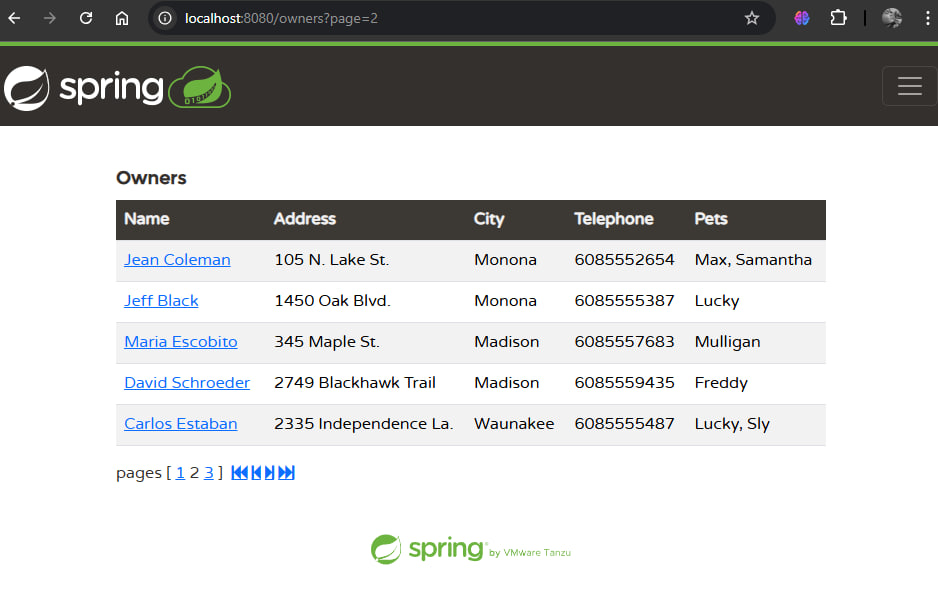 localhost:8080/owners?page=2
spring
Owners
Name Address City Telephone Pets
Jean Coleman 105 N. Lake St. Monona 6085552654 Max, Samantha
Jeff Black 1450 Oak Blvd. Monona 6085555387 Lucky
Maria Escobito 345 Maple St. Madison 6085557683 Mulligan
David Schroeder 2749 Blackhawk Trail Madison 6085559435 Freddy
Carlos Estaban 2335 Independence La. Waunakee 6085555487 Lucky, Sly
pages [ 1 2 3 ]
spring by VMware Tanzu